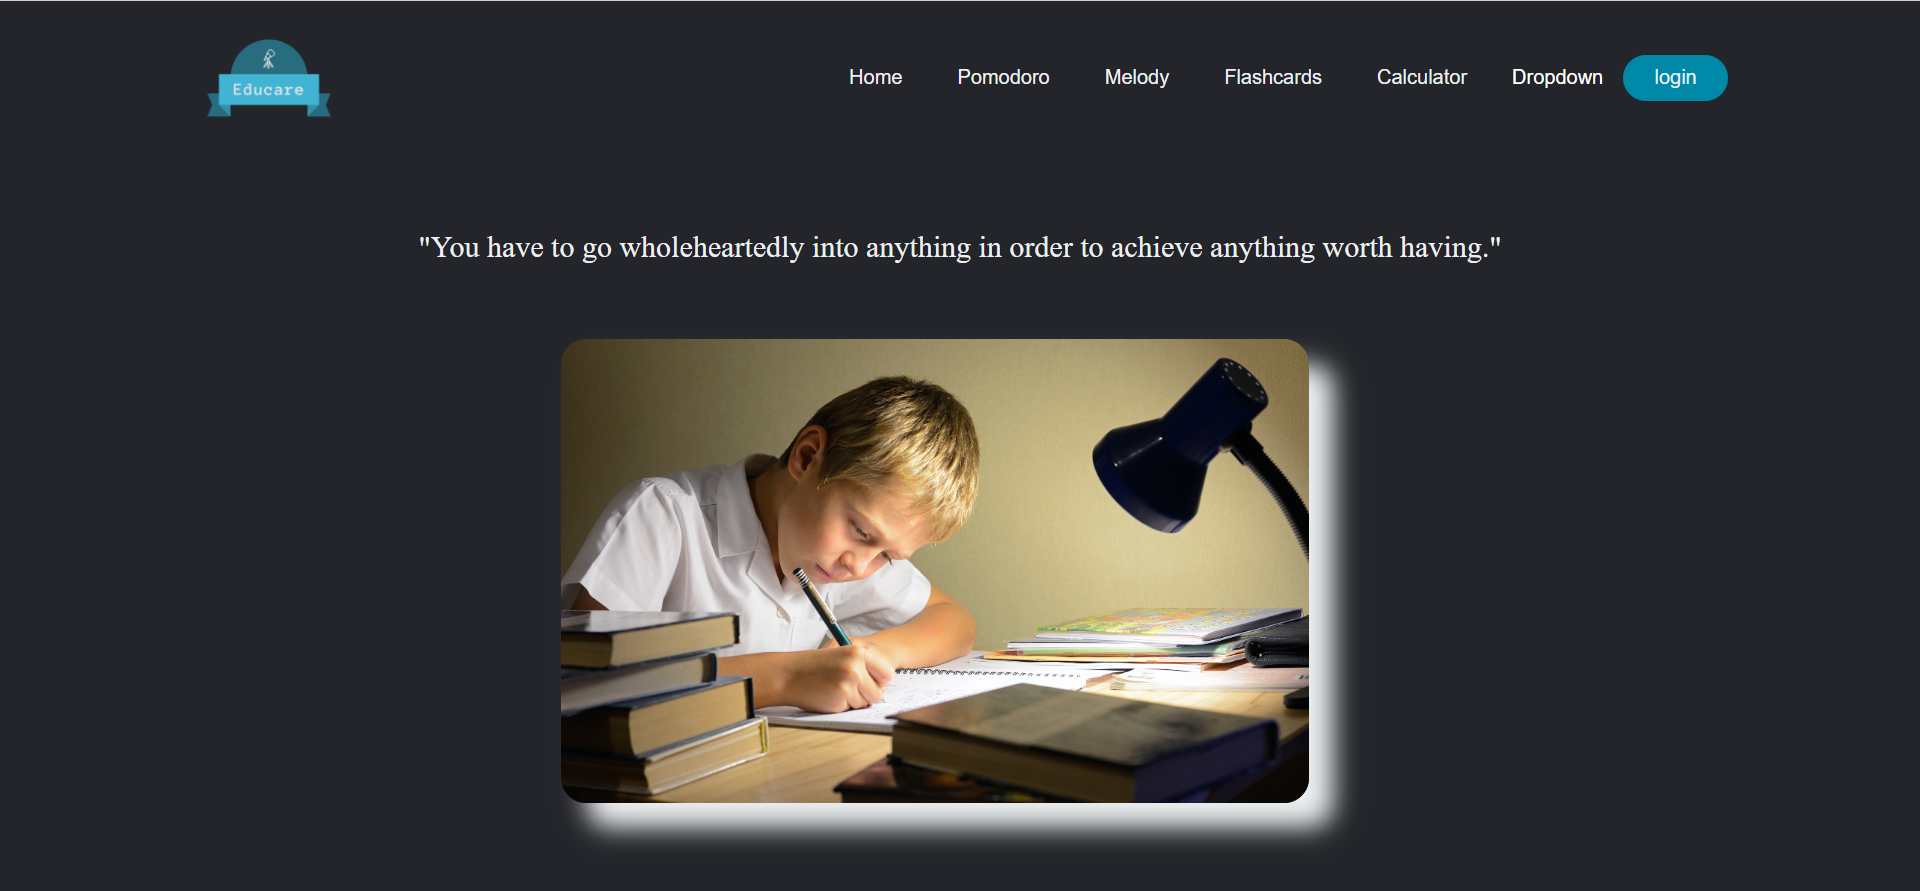 Educare
Home Pomodoro Melody Flashcards Calculator Dropdown login
"You have to go wholeheartedly into anything in order to achieve anything worth having."